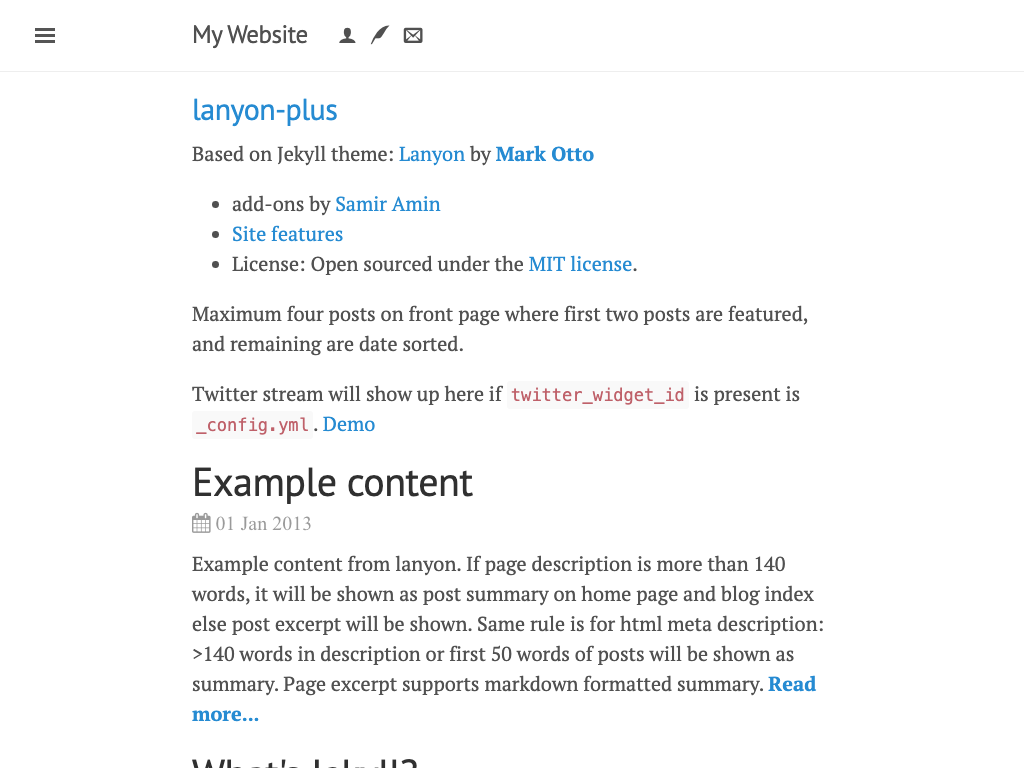 My Website
lanyon-plus
Based on Jekyll theme: Lanyon by Mark Otto
• add-ons by Samir Amin
• Site features
• License: Open sourced under the MIT license.
Maximum four posts on front page where first two posts are featured,
and remaining are date sorted.
Twitter stream will show up here if twitter_widget_id is present is
_config.yml. Demo
Example content
01 Jan 2013
Example content from lanyon. If page description is more than 140
words, it will be shown as post summary on home page and blog index
else post excerpt will be shown. Same rule is for html meta description:
>140 words in description or first 50 words of posts will be shown as
summary. Page excerpt supports markdown formatted summary. Read
more...
What's Jekyll?